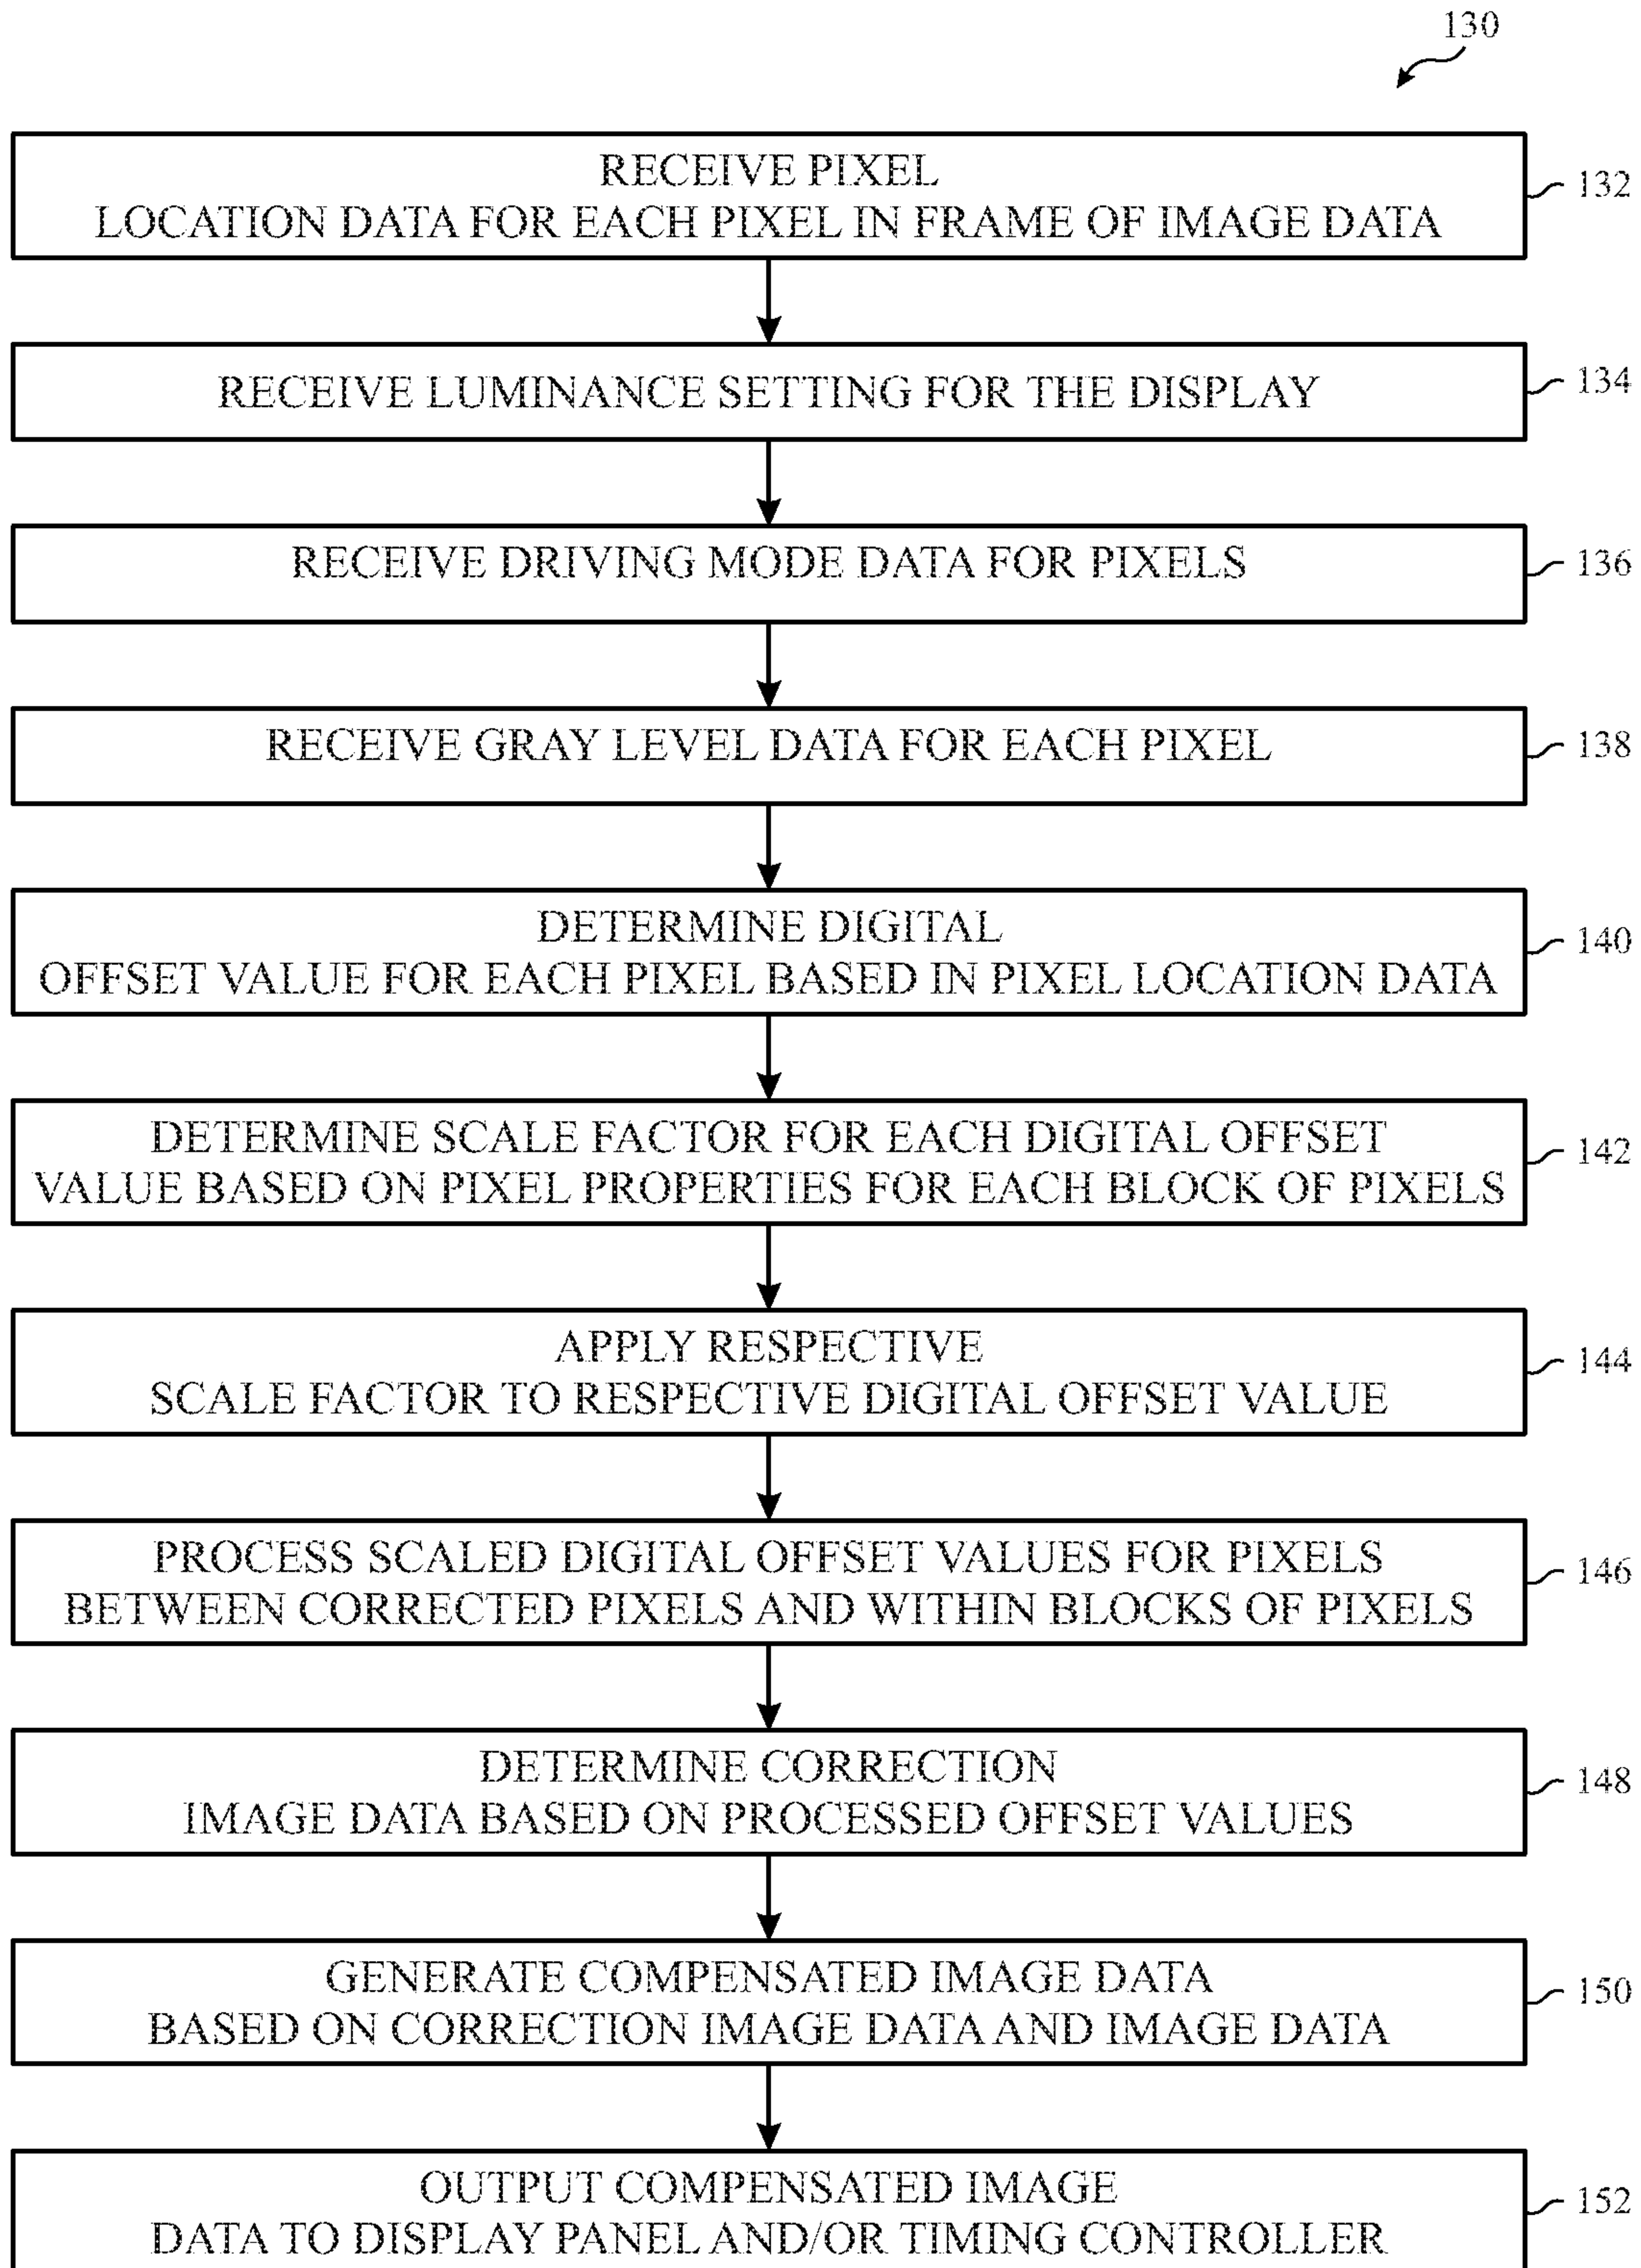 130
RECEIVE PIXEL
LOCATION DATA FOR EACH PIXEL IN FRAME OF IMAGE DATA
132
RECEIVE LUMINANCE SETTING FOR THE DISPLAY
134
RECEIVE DRIVING MODE DATA FOR PIXELS
136
RECEIVE GRAY LEVEL DATA FOR EACH PIXEL
138
DETERMINE DIGITAL
OFFSET VALUE FOR EACH PIXEL BASED IN PIXEL LOCATION DATA
140
DETERMINE SCALE FACTOR FOR EACH DIGITAL OFFSET
VALUE BASED ON PIXEL PROPERTIES FOR EACH BLOCK OF PIXELS
142
APPLY RESPECTIVE
SCALE FACTOR TO RESPECTIVE DIGITAL OFFSET VALUE
144
PROCESS SCALED DIGITAL OFFSET VALUES FOR PIXELS
BETWEEN CORRECTED PIXELS AND WITHIN BLOCKS OF PIXELS
146
DETERMINE CORRECTION
IMAGE DATA BASED ON PROCESSED OFFSET VALUES
148
GENERATE COMPENSATED IMAGE DATA
BASED ON CORRECTION IMAGE DATA AND IMAGE DATA
150
OUTPUT COMPENSATED IMAGE
DATA TO DISPLAY PANEL AND/OR TIMING CONTROLLER
152